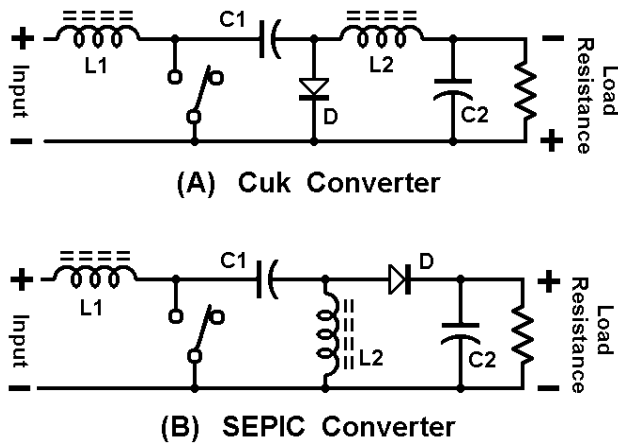 +
Input
−
L1
C1
D
L2
C2
−
Load
Resistance
+
(A) Cuk Converter
+
Input
−
L1
C1
L2
D
C2
+
Load
Resistance
−
(B) SEPIC Converter